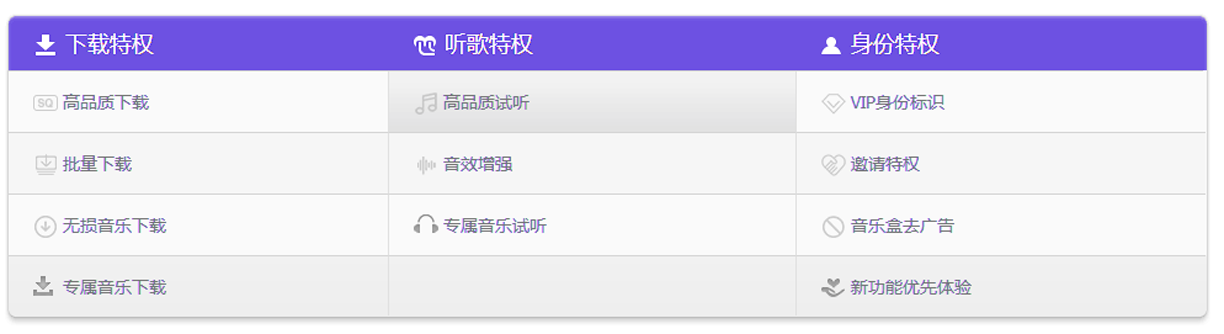 下载特权 听歌特权 身份特权
SQ 高品质下载 高品质试听 VIP身份标识
批量下载 音效增强 邀请特权
无损音乐下载 专属音乐试听 音乐盒去广告
专属音乐下载 新功能优先体验